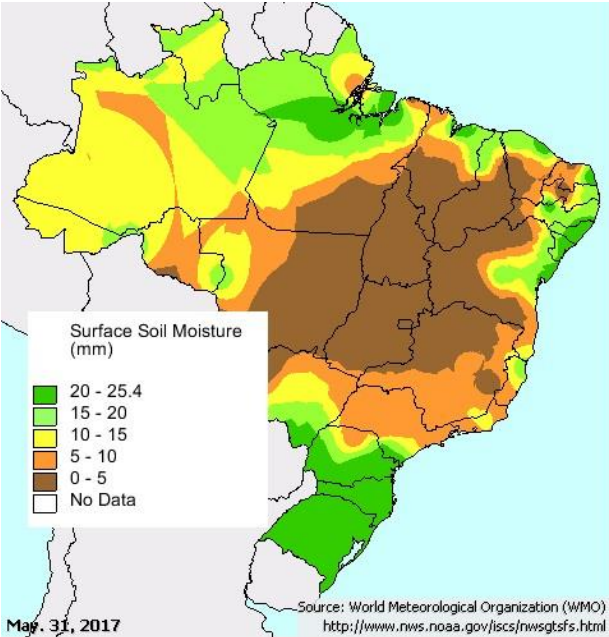 Surface Soil Moisture
(mm)
20 - 25.4
15 - 20
10 - 15
5 - 10
0 - 5
No Data
Source: World Meteorological Organization (WMO)
May. 31, 2017
http://www.nws.noaa.gov/iscs/nwsgtsfs.html